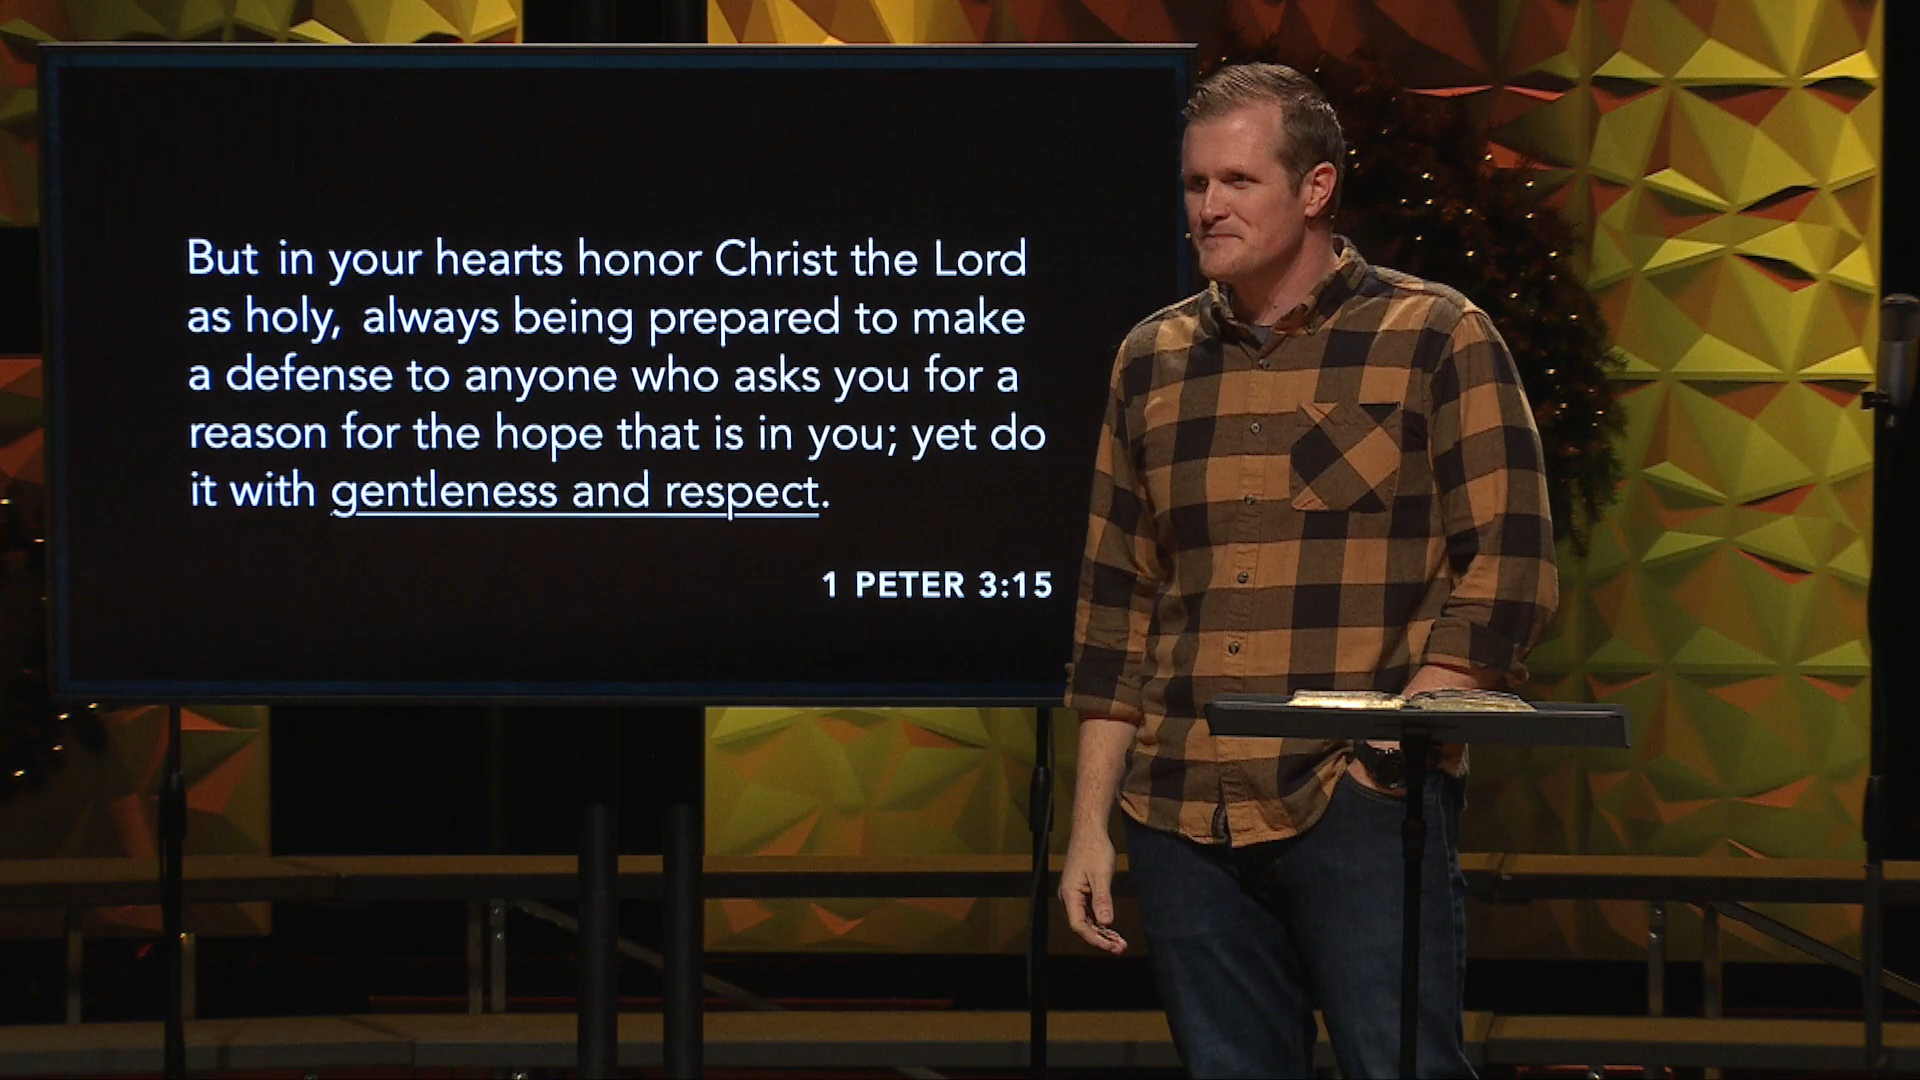 But in your hearts honor Christ the Lord
as holy, always being prepared to make
a defense to anyone who asks you for a
reason for the hope that is in you; yet do
it with gentleness and respect.
1 PETER 3:15